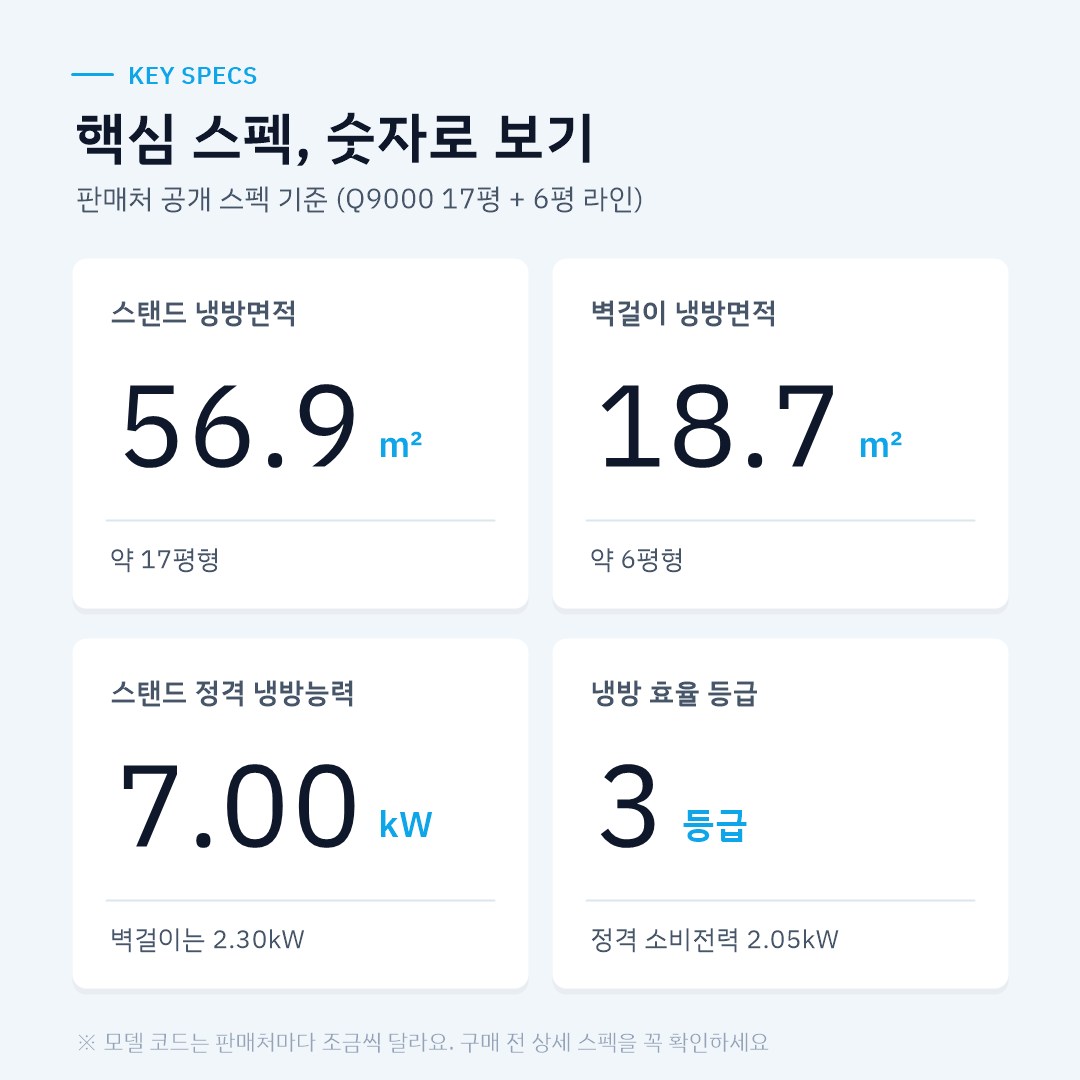 KEY SPECS
핵심 스펙, 숫자로 보기
판매처 공개 스펙 기준 (Q9000 17평 + 6평 라인)
스탠드 냉방면적
56.9 m²
약 17평형
벽걸이 냉방면적
18.7 m²
약 6평형
스탠드 정격 냉방능력
7.00 kW
벽걸이는 2.30kW
냉방 효율 등급
3 등급
정격 소비전력 2.05kW
※ 모델 코드는 판매처마다 조금씩 달라요. 구매 전 상세 스펙을 꼭 확인하세요